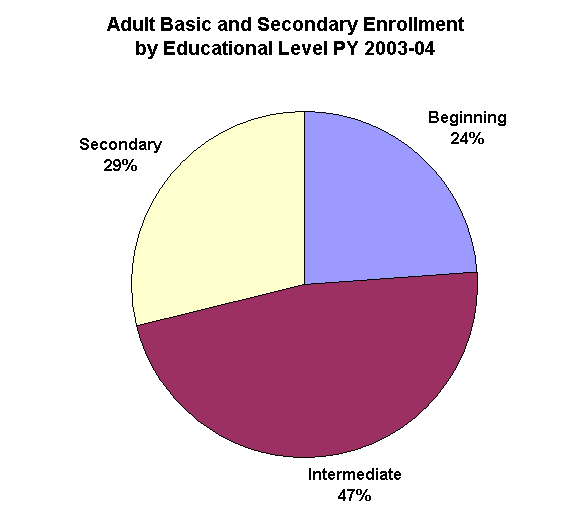 Adult Basic and Secondary Enrollment
by Educational Level PY 2003-04
Beginning
24%
Secondary
29%
Intermediate
47%